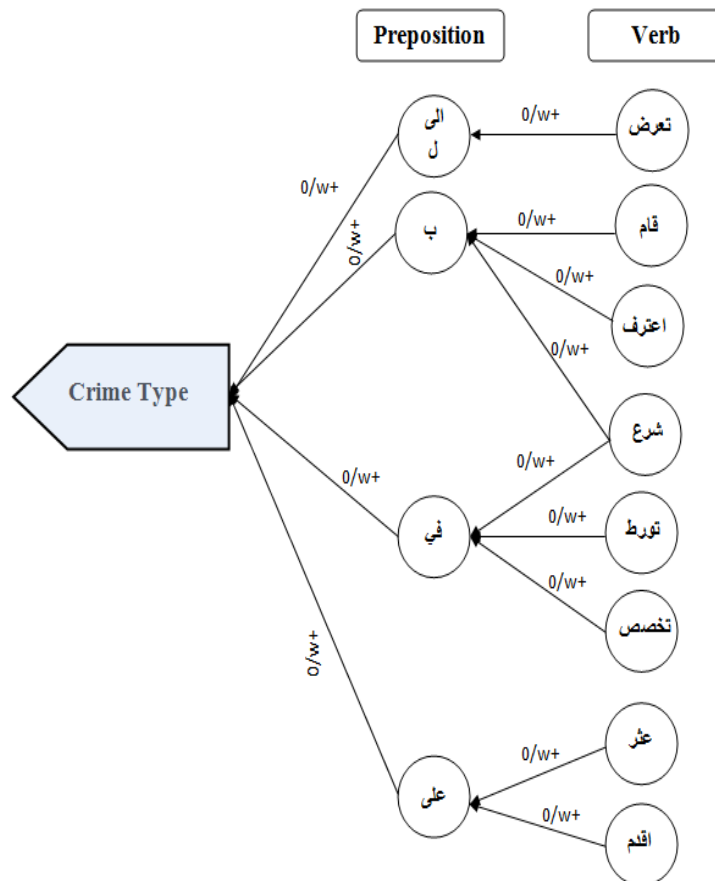 Preposition
Verb
الى
ل
0/w+
تعرض
0/w+
0/w+
ب
0/w+
قام
0/w+
اعترف
0/w+
Crime Type
شرع
0/w+
0/w+
في
0/w+
تورط
0/w+
تخصص
0/w+
على
0/w+
عثر
0/w+
اقدم